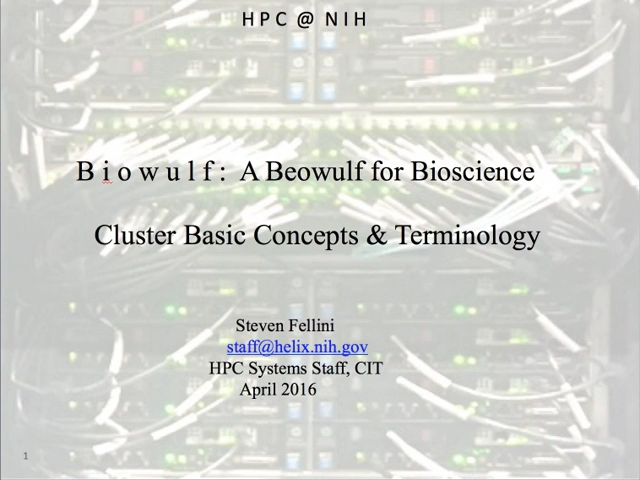 H P C @ N I H
B i o w u l f :  A Beowulf for Bioscience
Cluster Basic Concepts & Terminology
Steven Fellini
staff@helix.nih.gov
HPC Systems Staff, CIT
April 2016
1